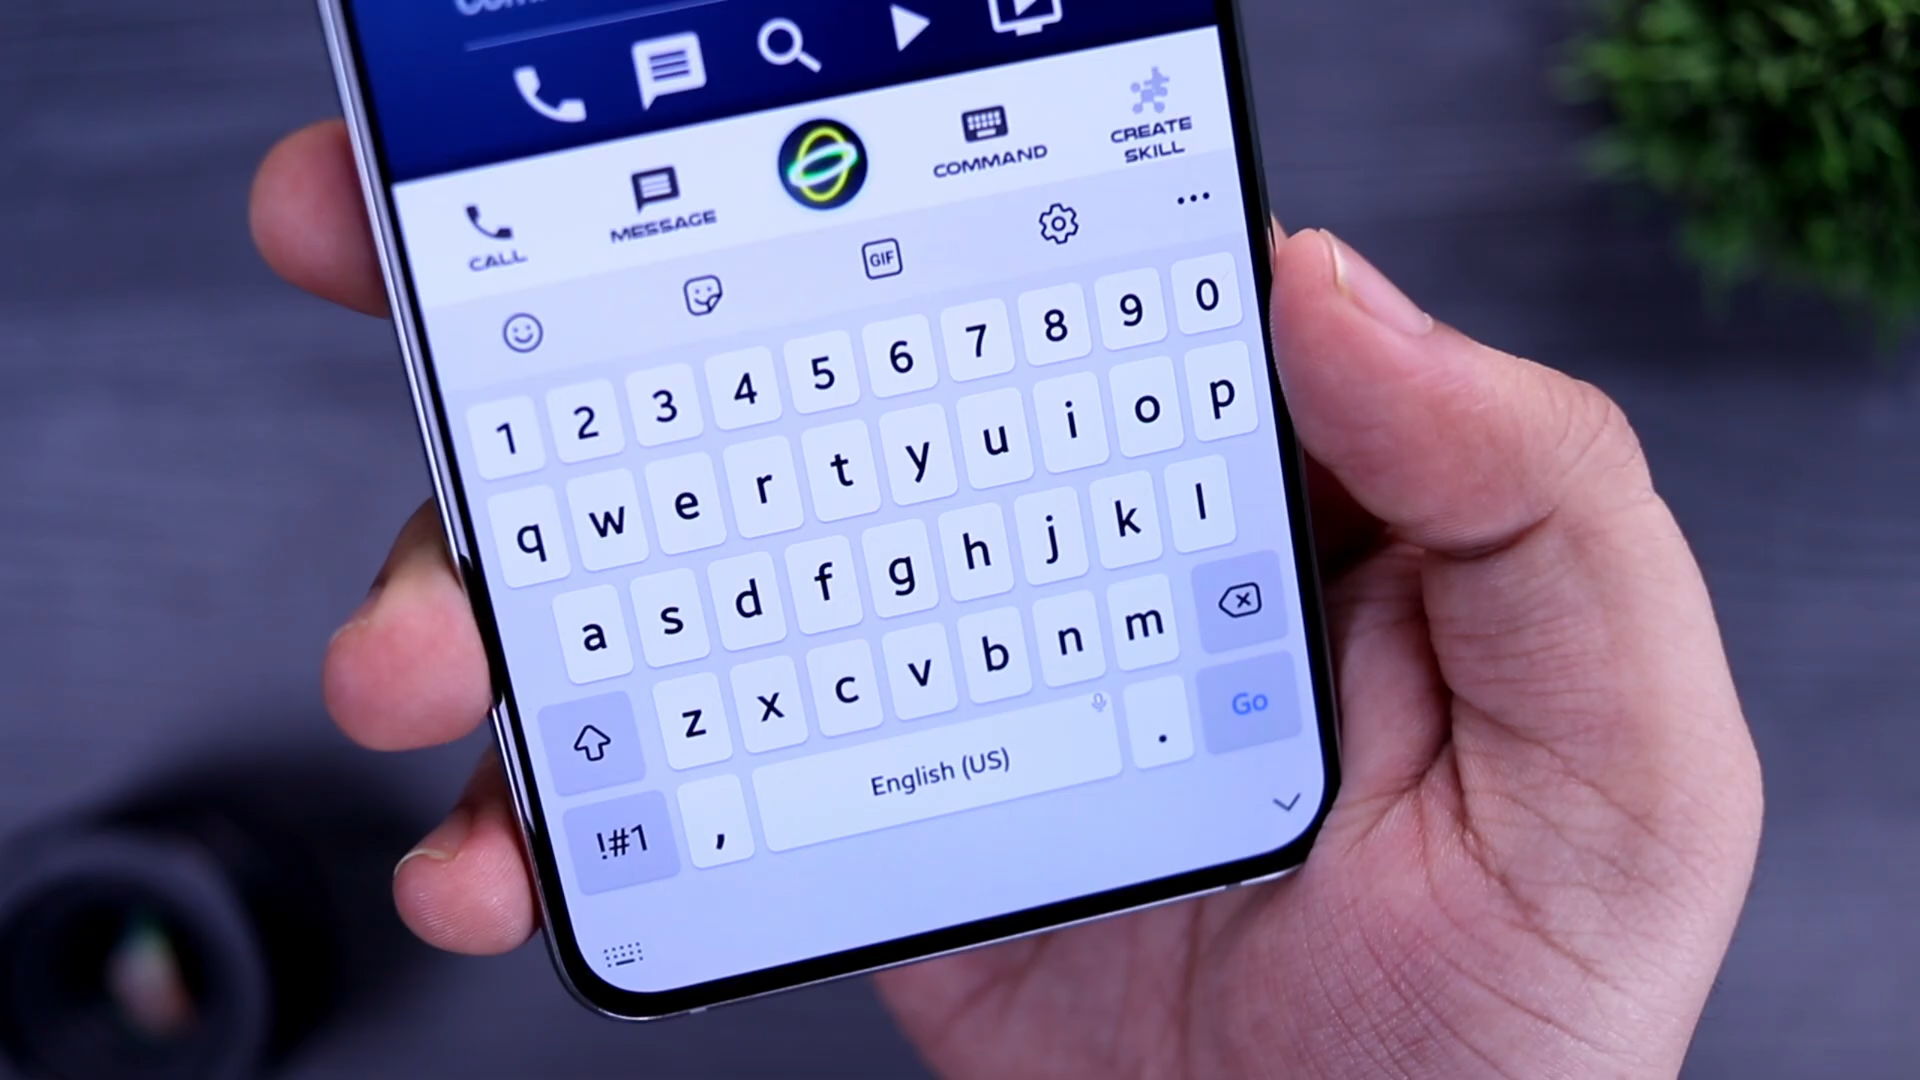 CALL
MESSAGE
COMMAND
CREATE
SKILL
GIF
1 2 3 4 5 6 7 8 9 0
q w e r t y u i o p
a s d f g h j k l
z x c v b n m
!#1 , English (US) . Go